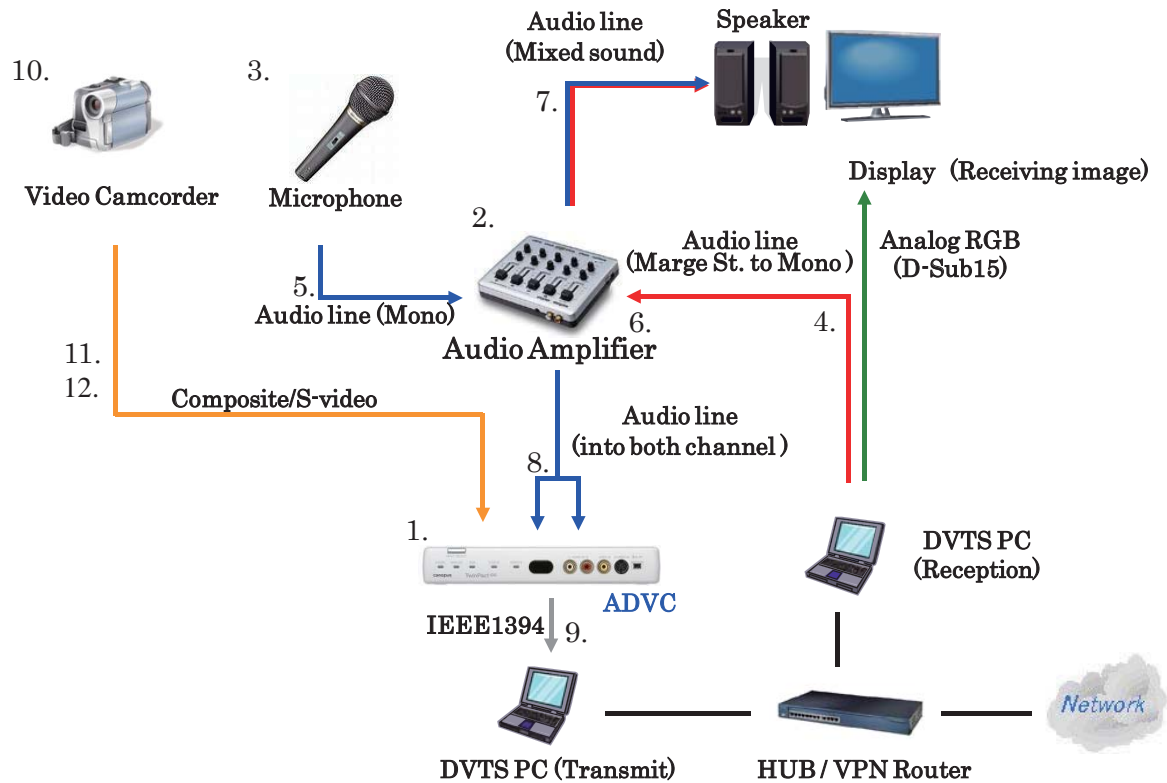 Audio line
(Mixed sound)
Speaker
10.
3.
7.
Video Camcorder
Microphone
Display (Receiving image)
2.
Audio line
(Marge St. to Mono )
Analog RGB
(D-Sub15)
5.
Audio line (Mono)
6.
4.
Audio Amplifier
11.
12.
Composite/S-video
Audio line
(into both channel )
8.
1.
ADVC
DVTS PC
(Reception)
IEEE1394
9.
Network
DVTS PC (Transmit)
HUB / VPN Router